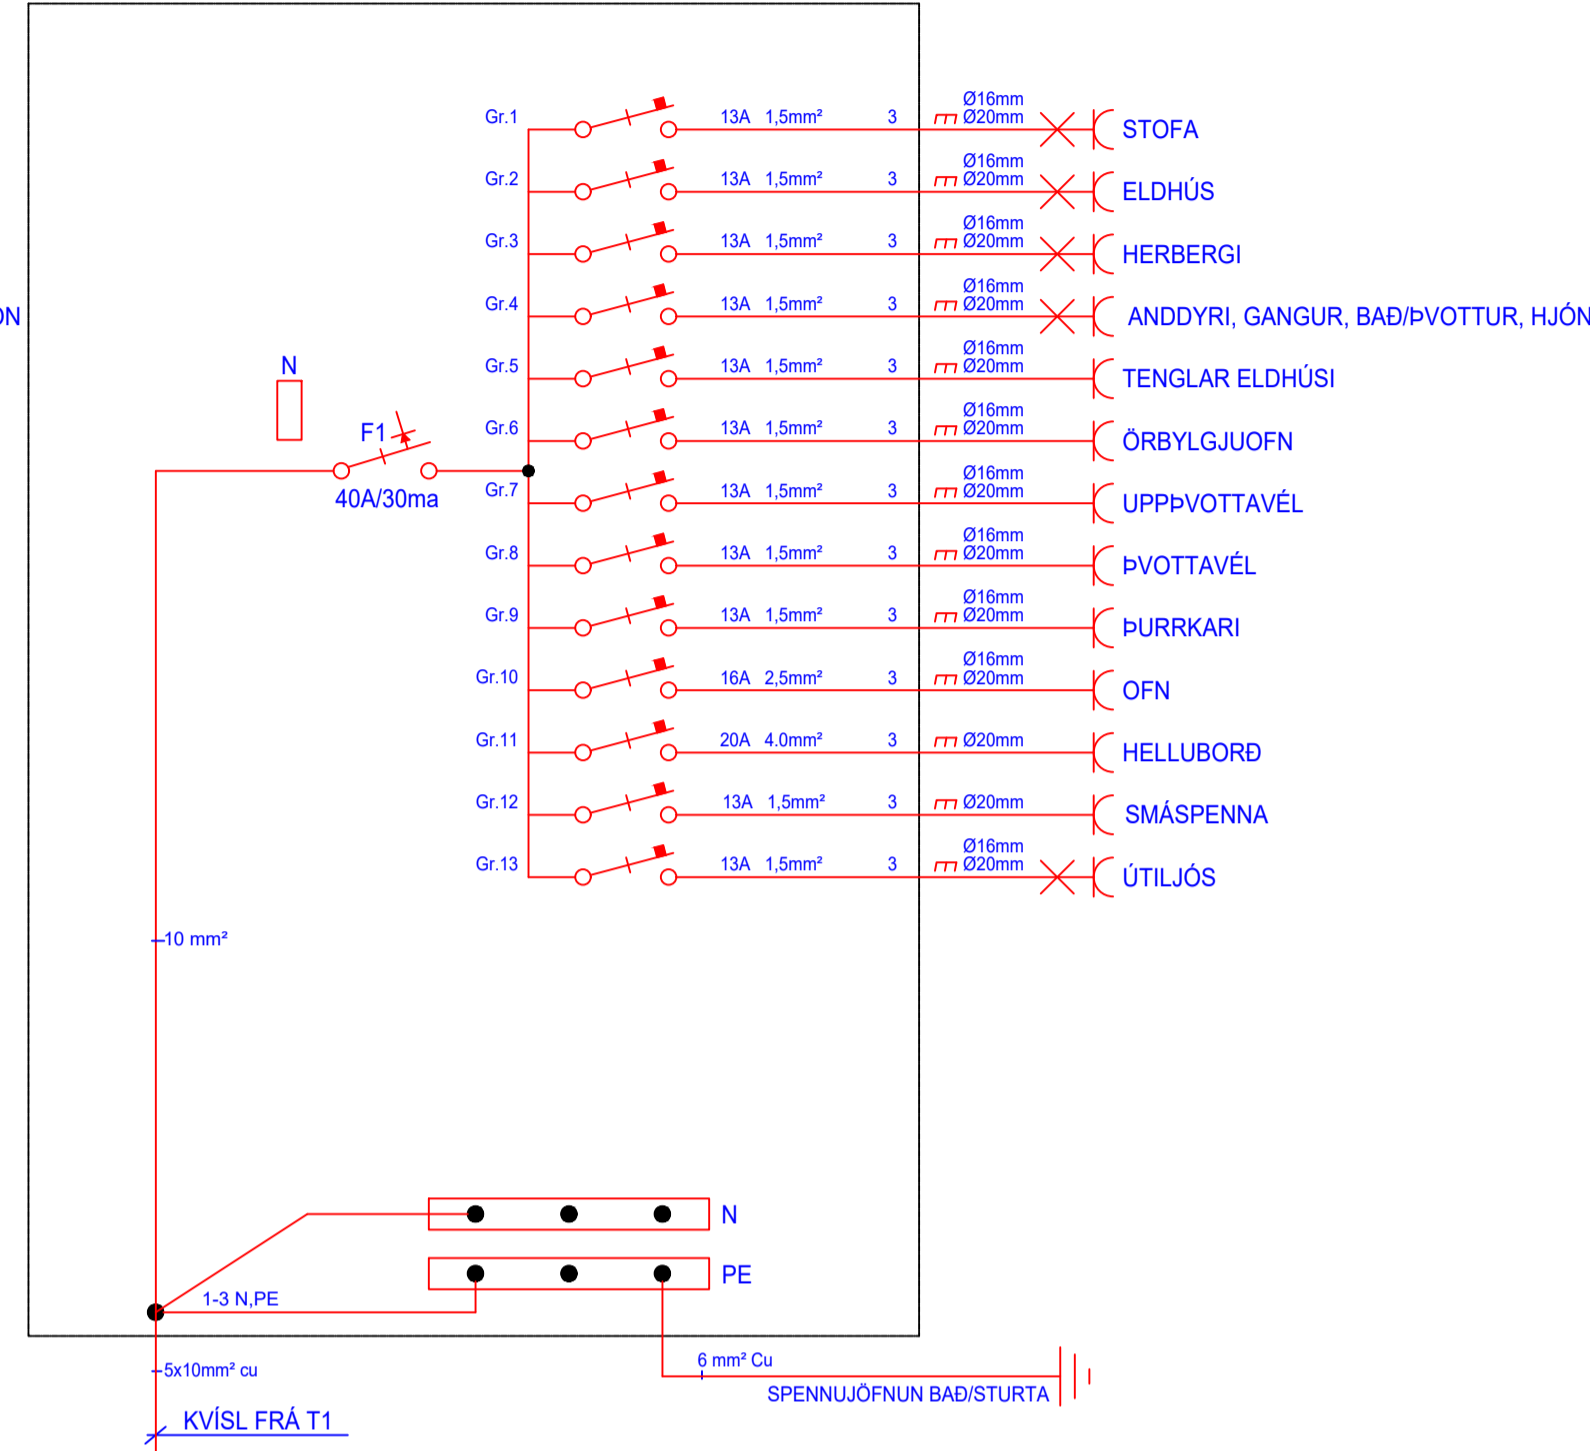 Gr.1 13A 1,5mm² 3 Ø16mm
Ø20mm STOFA
Gr.2 13A 1,5mm² 3 Ø16mm
Ø20mm ELDHÚS
Gr.3 13A 1,5mm² 3 Ø16mm
Ø20mm HERBERGI
Gr.4 13A 1,5mm² 3 Ø16mm
Ø20mm ANDDYRI, GANGUR, BAÐ/ÞVOTTUR, HJÓN
Gr.5 13A 1,5mm² 3 Ø16mm
Ø20mm TENGLAR ELDHÚSI
Gr.6 13A 1,5mm² 3 Ø16mm
Ø20mm ÖRBYLGJUOFN
Gr.7 13A 1,5mm² 3 Ø16mm
Ø20mm UPPÞVOTTAVÉL
Gr.8 13A 1,5mm² 3 Ø16mm
Ø20mm ÞVOTTAVÉL
Gr.9 13A 1,5mm² 3 Ø16mm
Ø20mm ÞURRKARI
Gr.10 16A 2,5mm² 3 Ø16mm
Ø20mm OFN
Gr.11 20A 4.0mm² 3 Ø20mm HELLUBORÐ
Gr.12 13A 1,5mm² 3 Ø20mm SMÁSPENNA
Gr.13 13A 1,5mm² 3 Ø16mm
Ø20mm ÚTILJÓS
N
F1
40A/30ma
10 mm²
N
PE
1-3 N,PE
5x10mm² cu
6 mm² Cu
SPENNUJÖFNUN BAÐ/STURTA
KVÍSL FRÁ T1